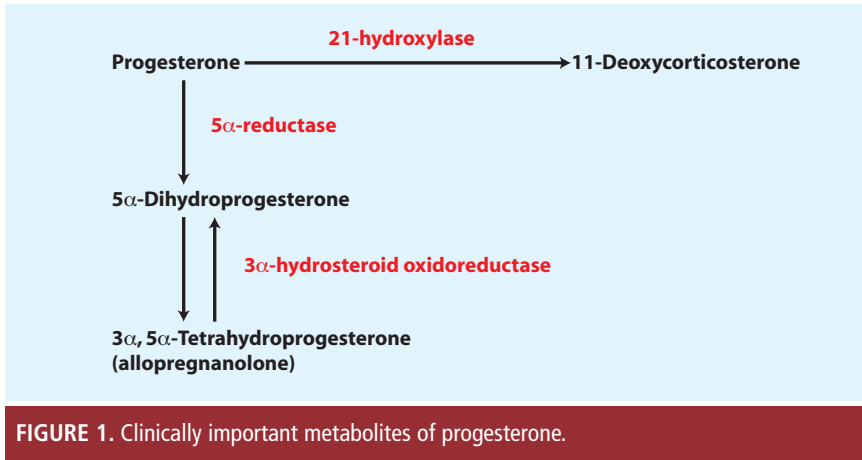 21-hydroxylase
Progesterone
11-Deoxycorticosterone
5α-reductase
5α-Dihydroprogesterone
3α-hydrosteroid oxidoreductase
3α, 5α-Tetrahydroprogesterone
(allopregnanolone)
FIGURE 1. Clinically important metabolites of progesterone.